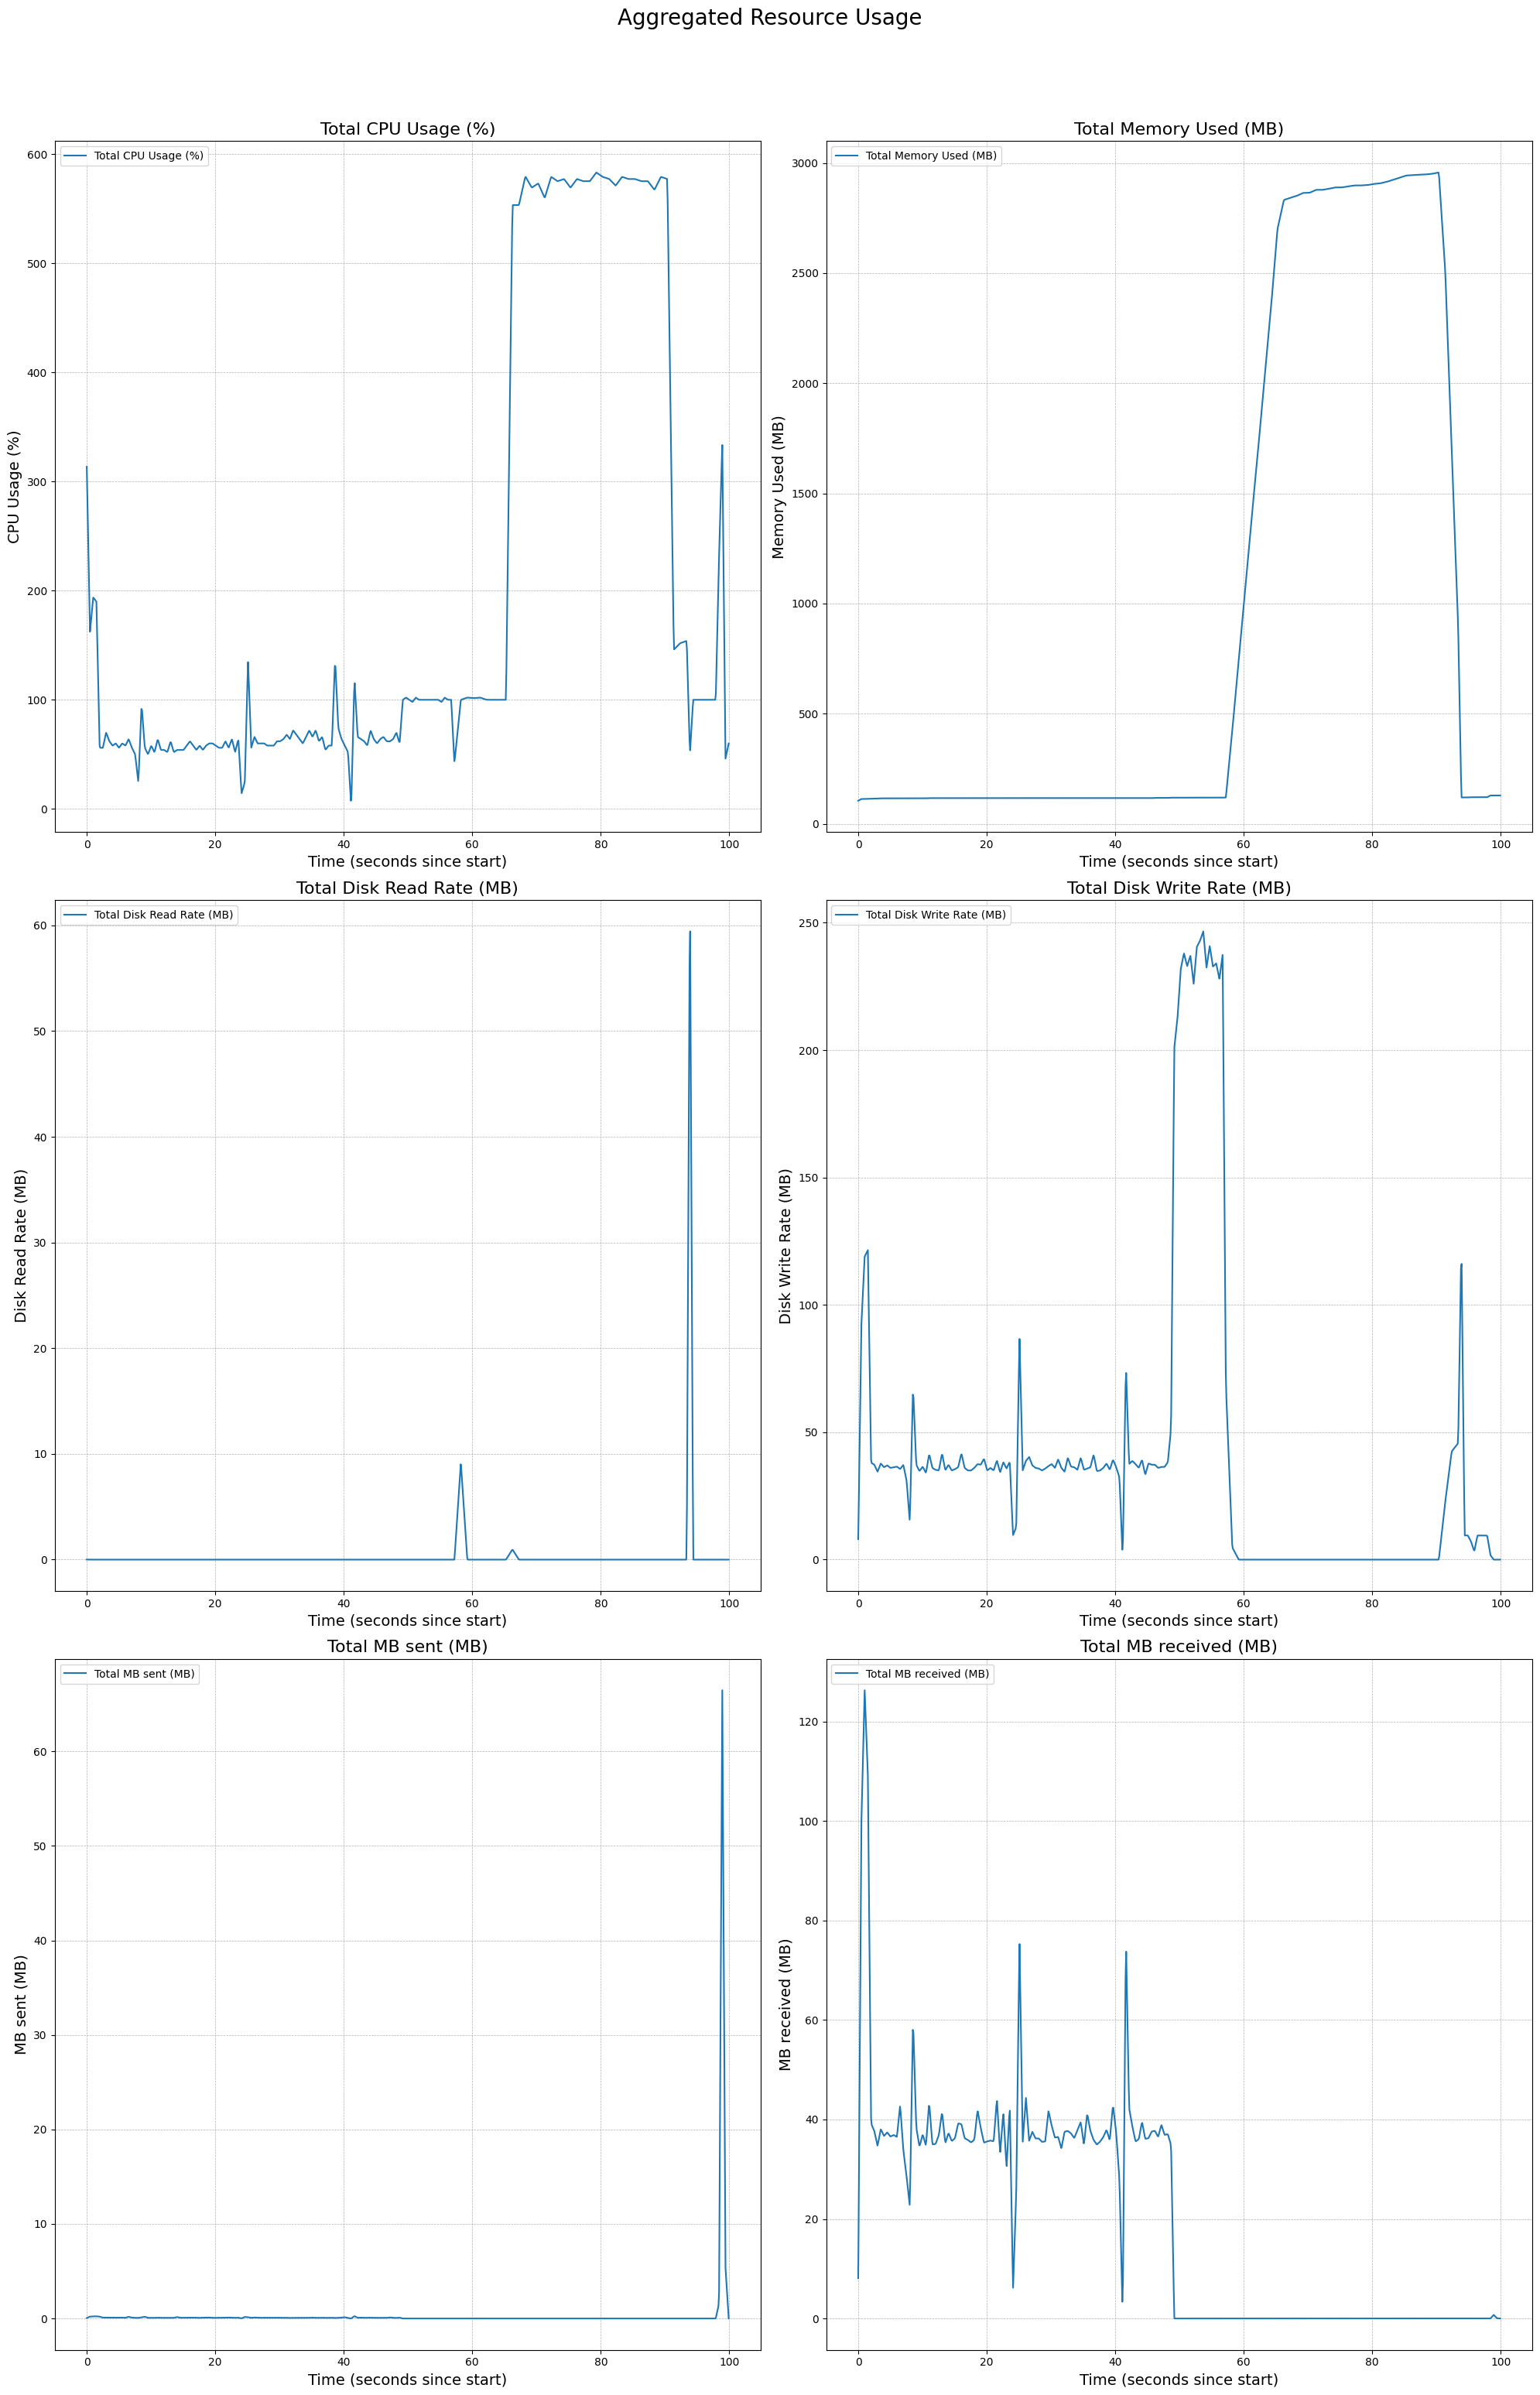 Aggregated Resource Usage
Total CPU Usage (%)
Total CPU Usage (%)
CPU Usage (%)
600
500
400
300
200
100
0
0 20 40 60 80 100
Time (seconds since start)
Total Memory Used (MB)
Total Memory Used (MB)
Memory Used (MB)
3000
2500
2000
1500
1000
500
0
0 20 40 60 80 100
Time (seconds since start)
Total Disk Read Rate (MB)
Total Disk Read Rate (MB)
Disk Read Rate (MB)
60
50
40
30
20
10
0
0 20 40 60 80 100
Time (seconds since start)
Total Disk Write Rate (MB)
Total Disk Write Rate (MB)
Disk Write Rate (MB)
250
200
150
100
50
0
0 20 40 60 80 100
Time (seconds since start)
Total MB sent (MB)
Total MB sent (MB)
MB sent (MB)
60
50
40
30
20
10
0
0 20 40 60 80 100
Time (seconds since start)
Total MB received (MB)
Total MB received (MB)
MB received (MB)
120
100
80
60
40
20
0
0 20 40 60 80 100
Time (seconds since start)